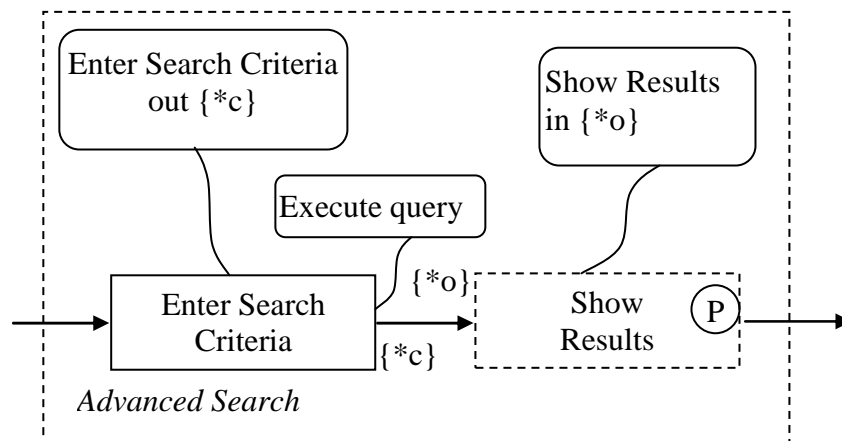 Enter Search Criteria
out {*c}
Show Results
in {*o}
Execute query
{*o}
Enter Search
Criteria
Show
Results
P
{*c}
Advanced Search